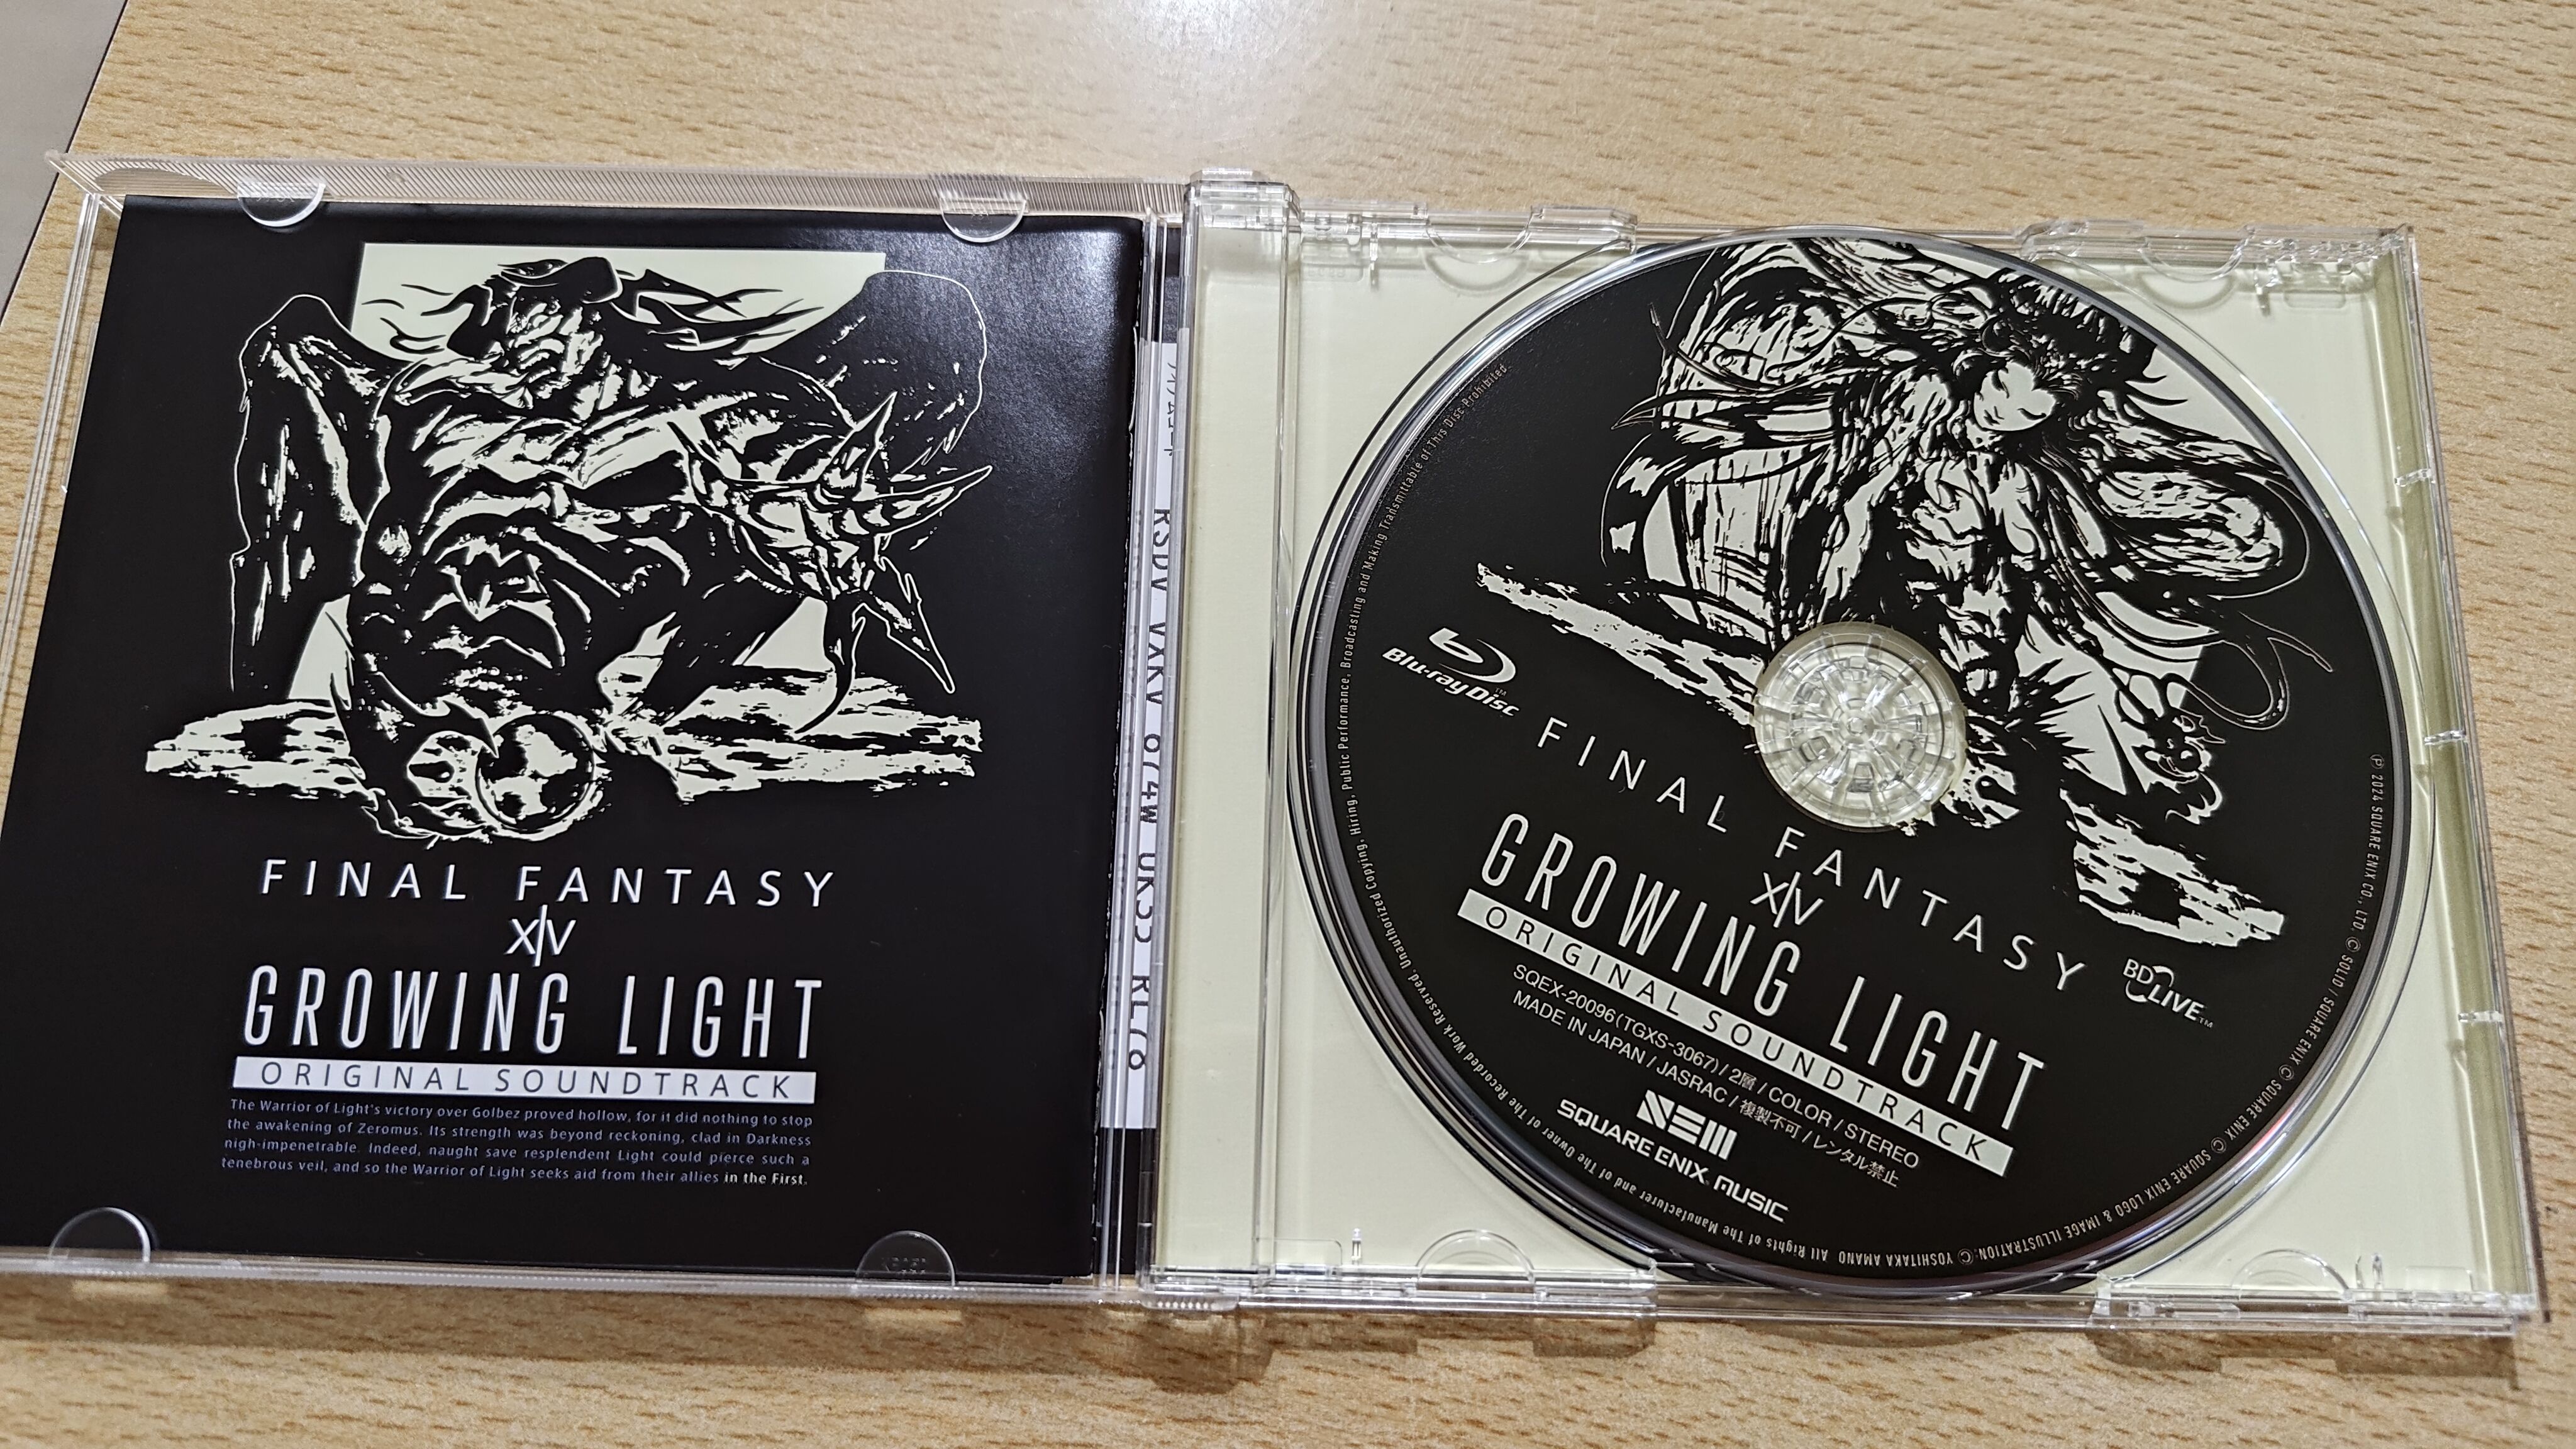 FINAL FANTASY
XIV
GROWING LIGHT
ORIGINAL SOUNDTRACK
The Warrior of Light's victory over Golbez proved hollow, for it did nothing to stop
the awakening of Zeromus. Its strength was beyond reckoning, clad in Darkness
nigh-impenetrable. Indeed, naught save resplendent Light could pierce such a
tenebrous veil, and so the Warrior of Light seeks aid from their allies in the First.
Blu-ray Disc™
FINAL FANTASY
XIV
GROWING LIGHT
ORIGINAL SOUNDTRACK
BD LIVE™
SQEX-20096(TGXS-3067)/2層/COLOR/STEREO
MADE IN JAPAN/JASRAC/複製不可/レンタル禁止
SQUARE ENIX. MUSIC
All Rights of The Manufacturer and of The Owner of The Recorded Work Reserved. Unauthorized Copying, Hiring, Public Performance, Broadcasting and Making Transmittable of This Disc Prohibited.
Ⓟ 2024 SQUARE ENIX CO., LTD. © SOLID / SQUARE ENIX © SQUARE ENIX © SQUARE ENIX LOGO & IMAGE ILLUSTRATION: © YOSHITAKA AMANO